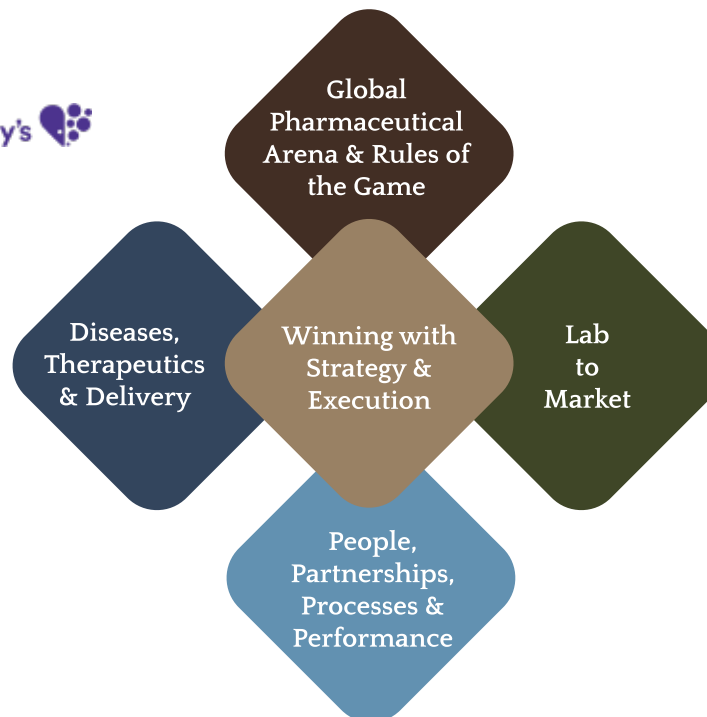 Global
Pharmaceutical
Arena & Rules of
the Game
y's
Diseases,
Therapeutics
& Delivery
Winning with
Strategy &
Execution
Lab
to
Market
People,
Partnerships,
Processes &
Performance